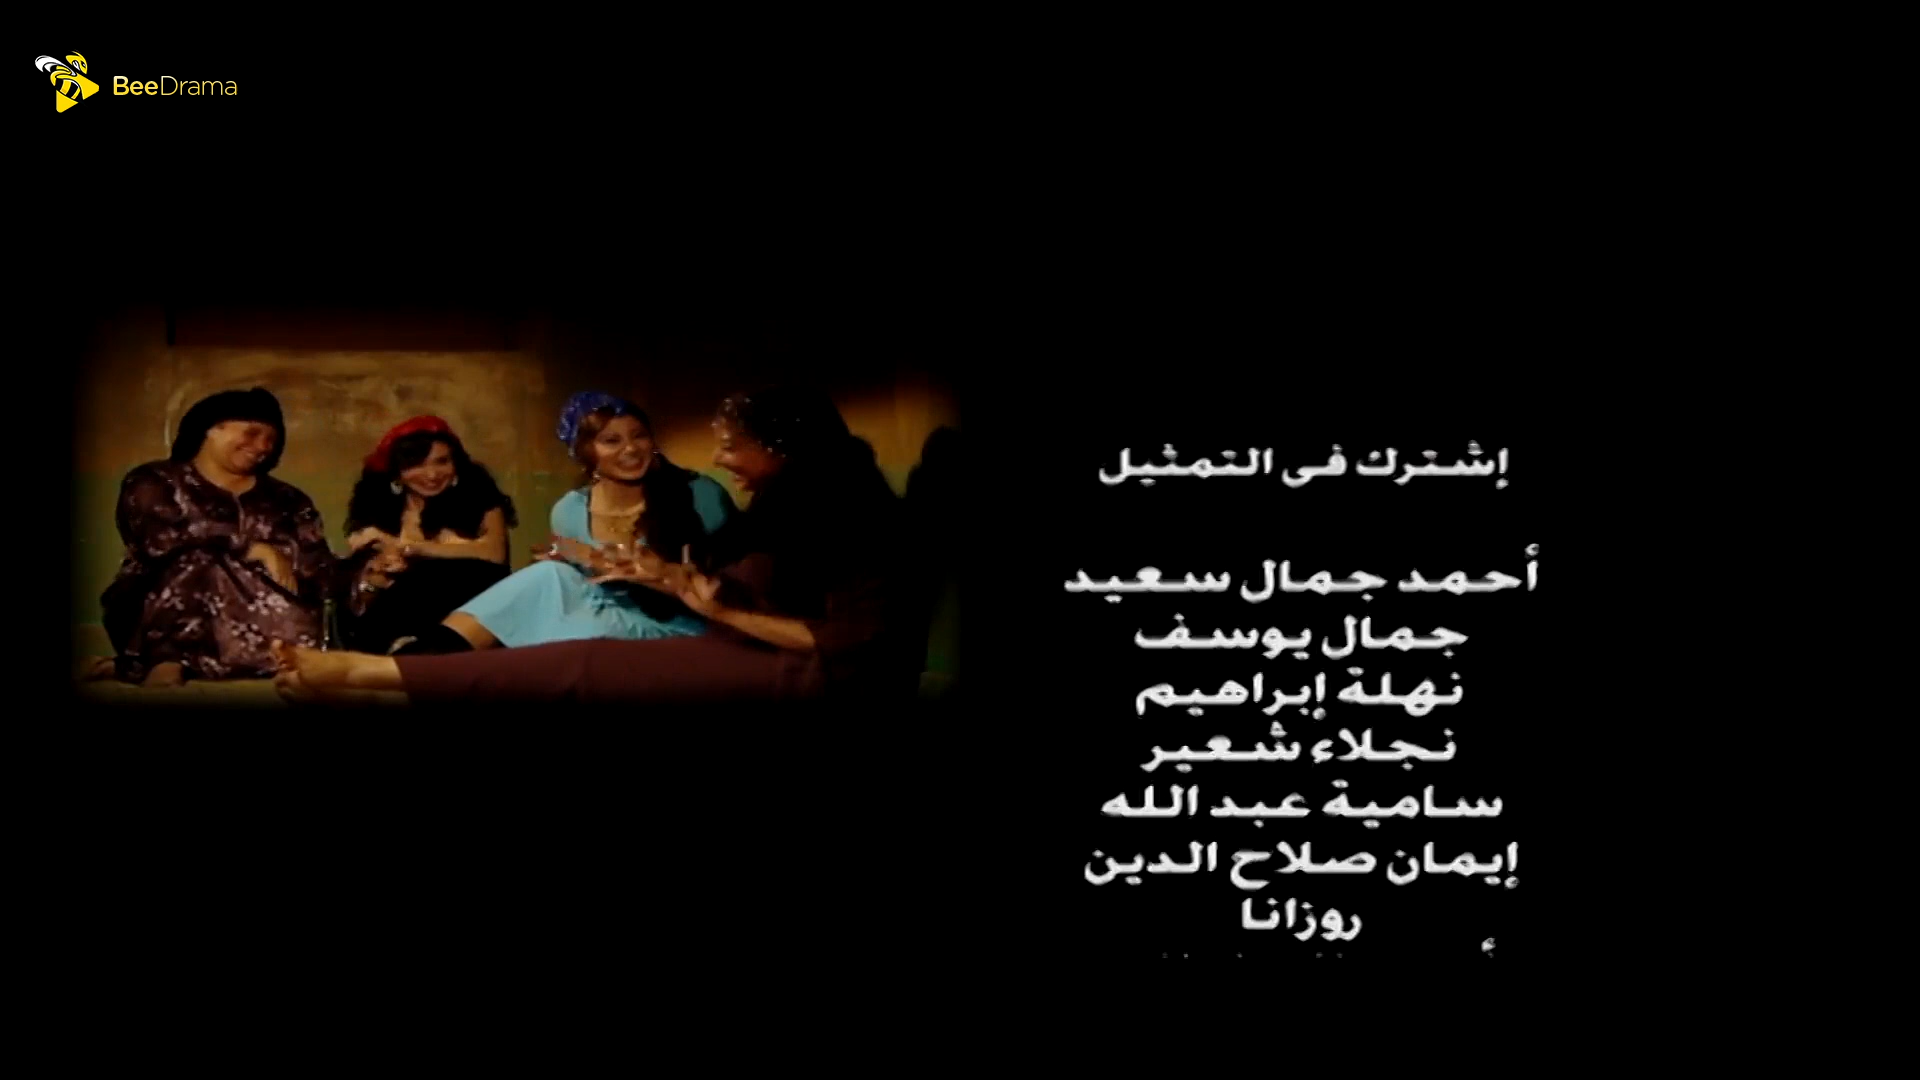 BeeDrama
إشترك فى التمثيل
أحمد جمال سعيد
جمال يوسف
نهلة إبراهيم
نجلاء شعير
سامية عبد الله
إيمان صلاح الدين
روزانا